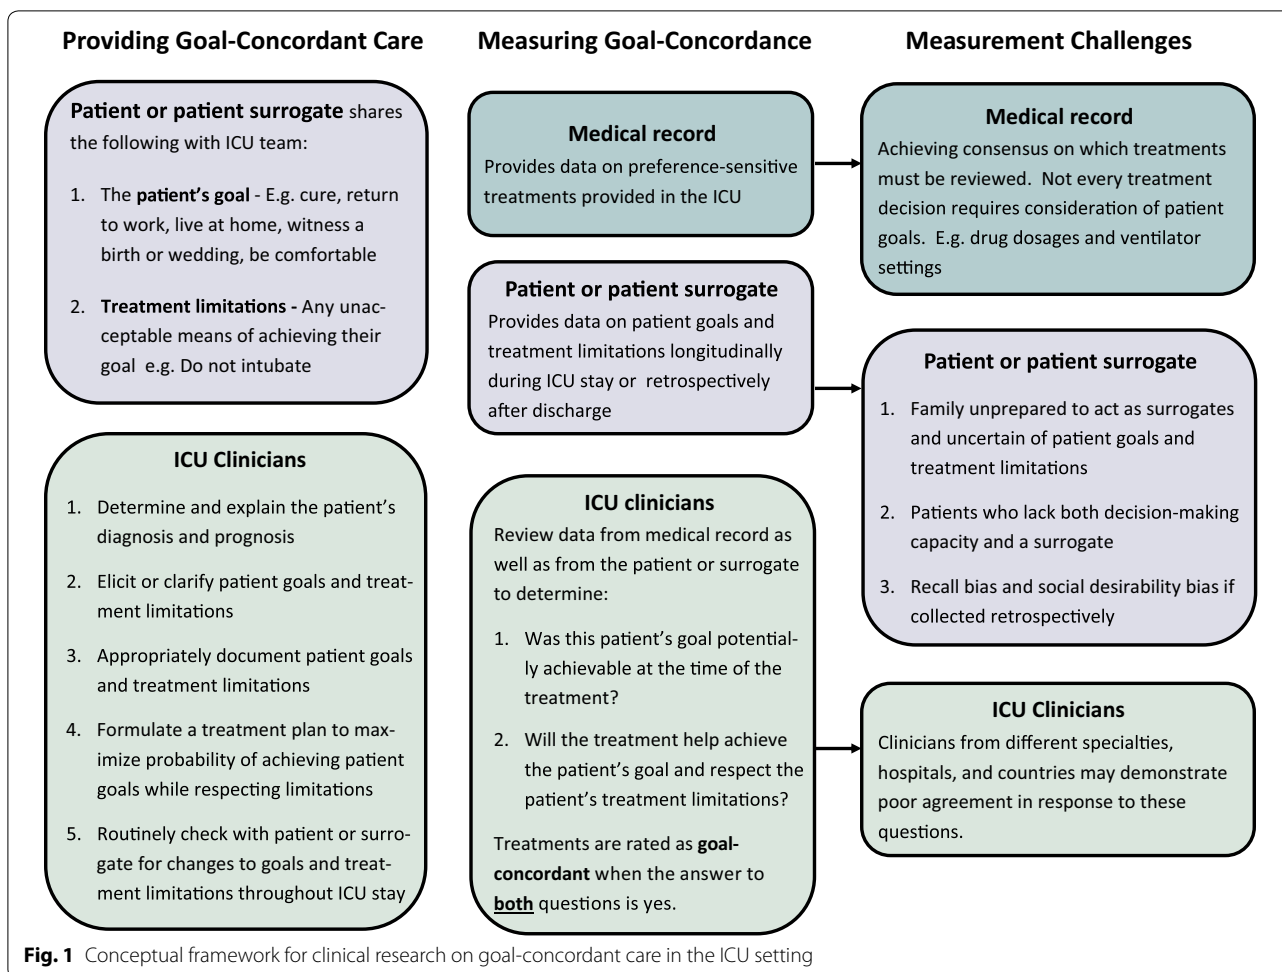 Providing Goal-Concordant Care
Patient or patient surrogate shares
the following with ICU team:
1. The patient's goal - E.g. cure, return
to work, live at home, witness a
birth or wedding, be comfortable
2. Treatment limitations - Any unac-
ceptable means of achieving their
goal e.g. Do not intubate
ICU Clinicians
1. Determine and explain the patient's
diagnosis and prognosis
2. Elicit or clarify patient goals and treat-
ment limitations
3. Appropriately document patient goals
and treatment limitations
4. Formulate a treatment plan to max-
imize probability of achieving patient
goals while respecting limitations
5. Routinely check with patient or surro-
gate for changes to goals and treat-
ment limitations throughout ICU stay
Measuring Goal-Concordance
Medical record
Provides data on preference-sensitive
treatments provided in the ICU
Patient or patient surrogate
Provides data on patient goals and
treatment limitations longitudinally
during ICU stay or retrospectively
after discharge
ICU clinicians
Review data from medical record as
well as from the patient or surrogate
to determine:
1. Was this patient's goal potential-
ly achievable at the time of the
treatment?
2. Will the treatment help achieve
the patient's goal and respect the
patient's treatment limitations?
Treatments are rated as goal-
concordant when the answer to
both questions is yes.
Measurement Challenges
Medical record
Achieving consensus on which treatments
must be reviewed. Not every treatment
decision requires consideration of patient
goals. E.g. drug dosages and ventilator
settings
Patient or patient surrogate
1. Family unprepared to act as surrogates
and uncertain of patient goals and
treatment limitations
2. Patients who lack both decision-making
capacity and a surrogate
3. Recall bias and social desirability bias if
collected retrospectively
ICU Clinicians
Clinicians from different specialties,
hospitals, and countries may demonstrate
poor agreement in response to these
questions.
Fig. 1 Conceptual framework for clinical research on goal-concordant care in the ICU setting